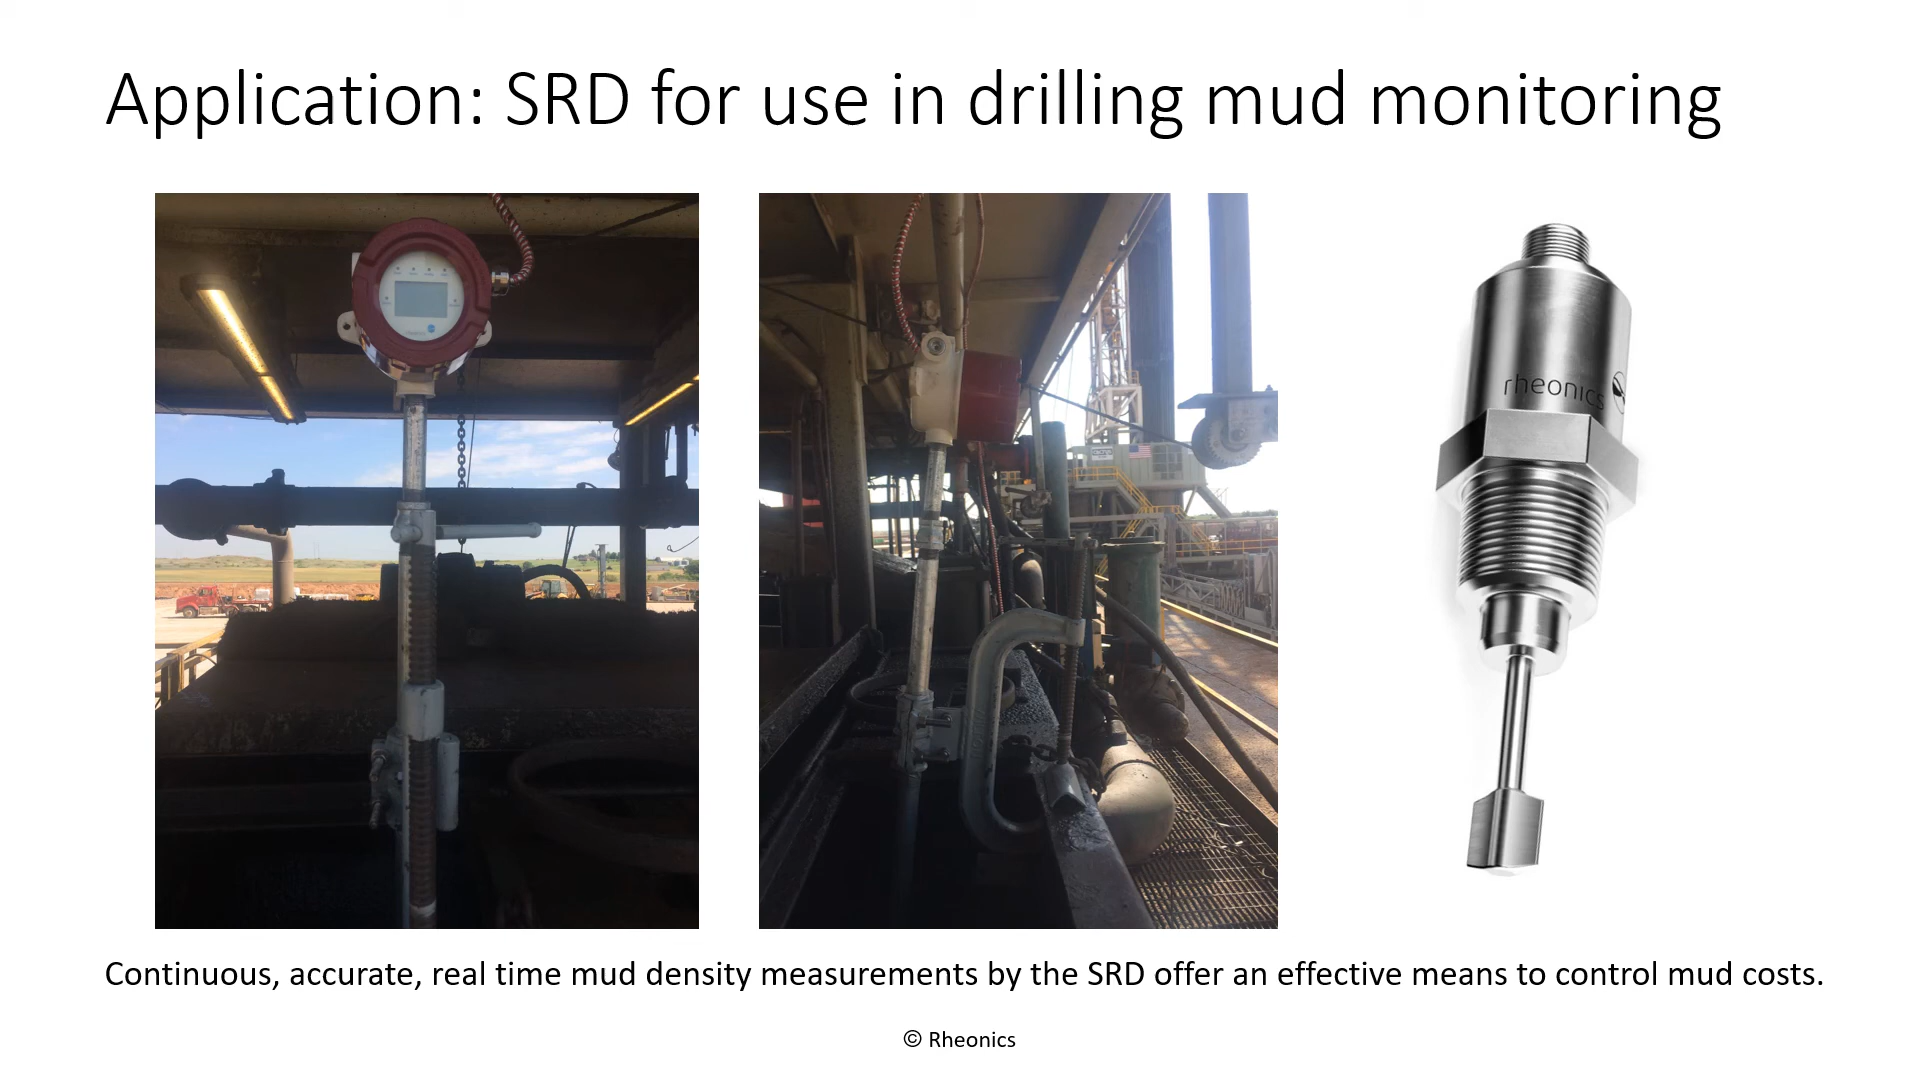 Application: SRD for use in drilling mud monitoring
rheonics
Continuous, accurate, real time mud density measurements by the SRD offer an effective means to control mud costs.
© Rheonics